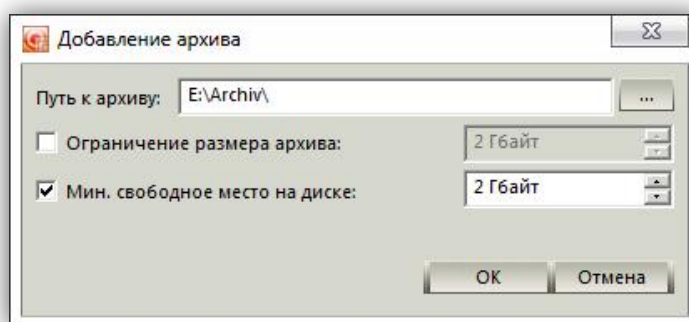 Добавление архива
Путь к архиву: E:\Archiv\ ...
Ограничение размера архива: 2 Гбайт
Мин. свободное место на диске: 2 Гбайт
OK Отмена